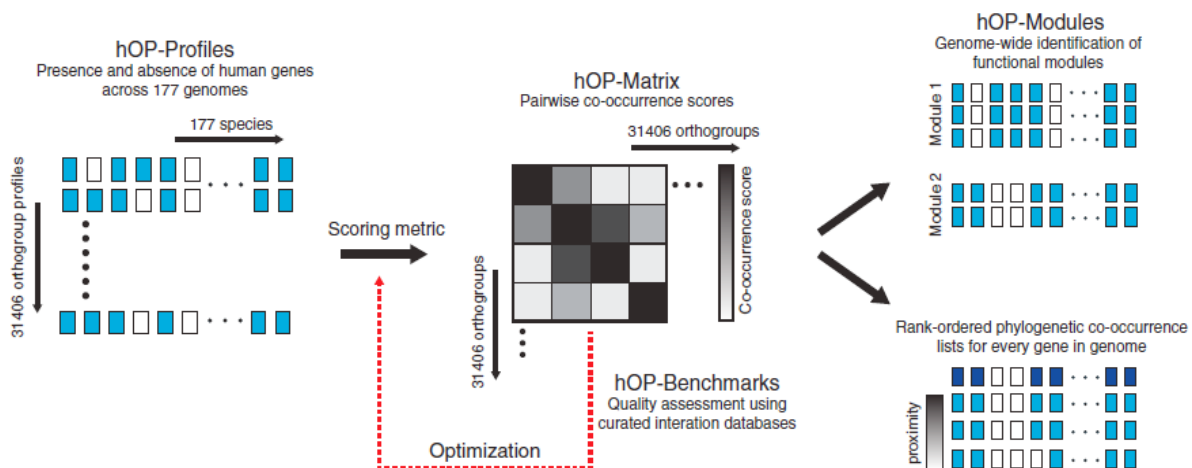 hOP-Profiles
Presence and absence of human genes
across 177 genomes
177 species
31406 orthogroup profiles
Scoring metric
hOP-Matrix
Pairwise co-occurrence scores
31406 orthogroups
31406 orthogroups
Co-occurrence score
hOP-Benchmarks
Quality assessment using
curated interation databases
Optimization
hOP-Modules
Genome-wide identification of
functional modules
Module 1
Module 2
Rank-ordered phylogenetic co-occurrence
lists for every gene in genome
proximity